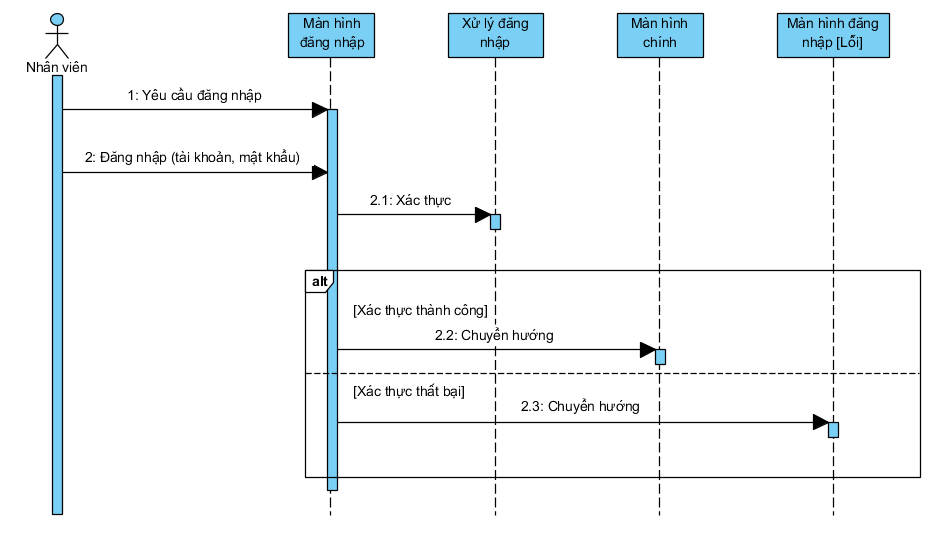 Nhân viên
Màn hình
đăng nhập
Xử lý đăng
nhập
Màn hình
chính
Màn hình đăng
nhập [Lỗi]
1: Yêu cầu đăng nhập
2: Đăng nhập (tài khoản, mật khẩu)
2.1: Xác thực
alt
[Xác thực thành công]
2.2: Chuyển hướng
[Xác thực thất bại]
2.3: Chuyển hướng